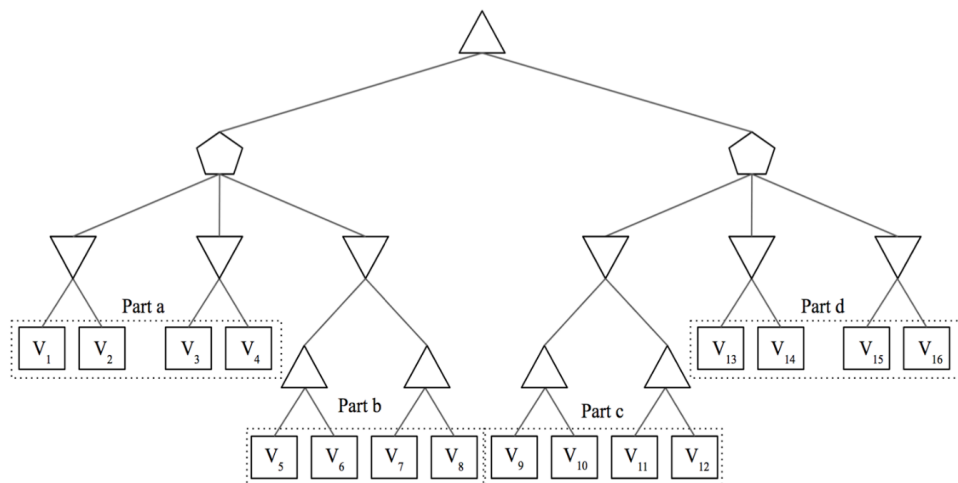 Part a
Part d
V1 V2 V3 V4
V13 V14 V15 V16
Part b
Part c
V5 V6 V7 V8
V9 V10 V11 V12